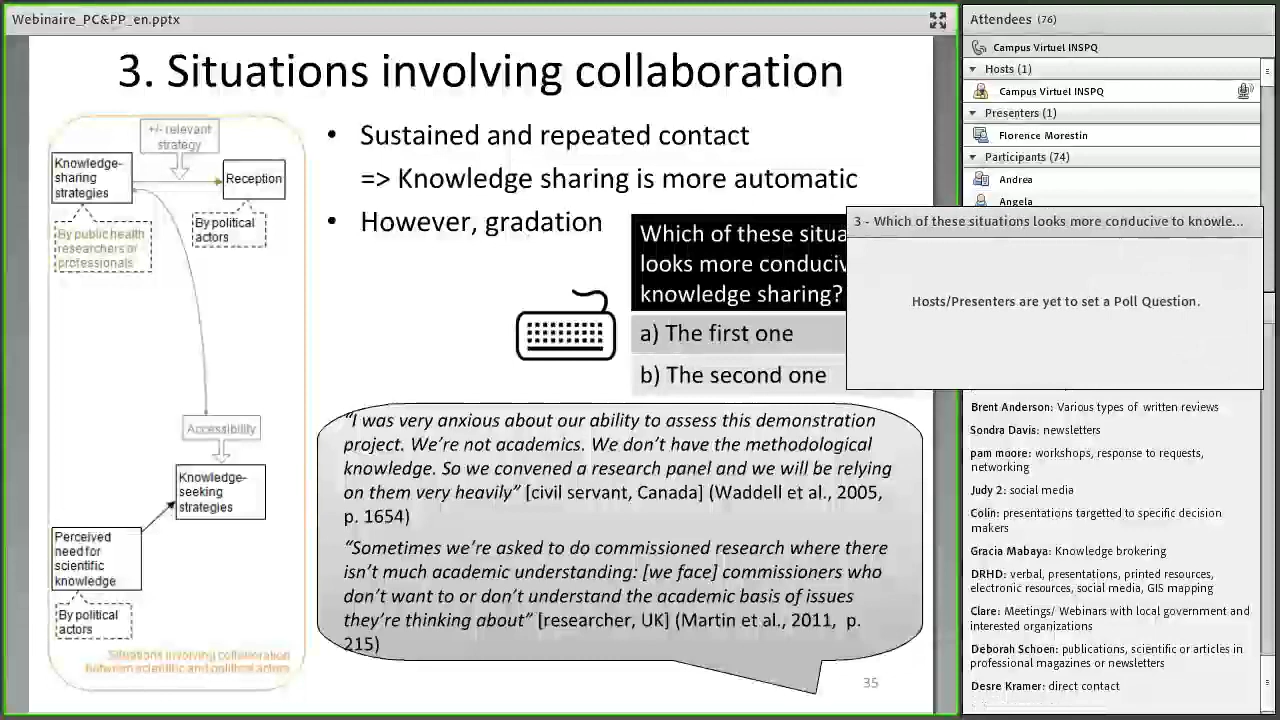 Webinaire_PC&PP_en.pptx
3. Situations involving collaboration
+/- relevant
strategy
Knowledge-
sharing
strategies
Reception
By public health
researchers or
professionals
By political
actors
Accessibility
Knowledge-
seeking
strategies
Perceived
need for
scientific
knowledge
By political
actors
Situations involving collaboration
between scientific and political actors
• Sustained and repeated contact
=> Knowledge sharing is more automatic
• However, gradation
Which of these situa
looks more conduciv
knowledge sharing?
a) The first one
b) The second one
“I was very anxious about our ability to assess this demonstration
project. We’re not academics. We don’t have the methodological
knowledge. So we convened a research panel and we will be relying
on them very heavily” [civil servant, Canada] (Waddell et al., 2005,
p. 1654)
“Sometimes we’re asked to do commissioned research where there
isn’t much academic understanding: [we face] commissioners who
don’t want to or don’t understand the academic basis of issues
they’re thinking about” [researcher, UK] (Martin et al., 2011, p.
215)
35
Attendees (76)
Campus Virtuel INSPQ
Hosts (1)
Campus Virtuel INSPQ
Presenters (1)
Florence Morestin
Participants (74)
Andrea
Angela
3 - Which of these situations looks more conducive to knowle...
Hosts/Presenters are yet to set a Poll Question.
Brent Anderson: Various types of written reviews
Sondra Davis: newsletters
pam moore: workshops, response to requests,
networking
Judy 2: social media
Colin: presentations targetted to specific decision
makers
Gracia Mabaya: Knowledge brokering
DRHD: verbal, presentations, printed resources,
electronic resources, social media, GIS mapping
Clare: Meetings/ Webinars with local government and
interested organizations
Deborah Schoen: publications, scientific or articles in
professional magazines or newsletters
Desre Kramer: direct contact